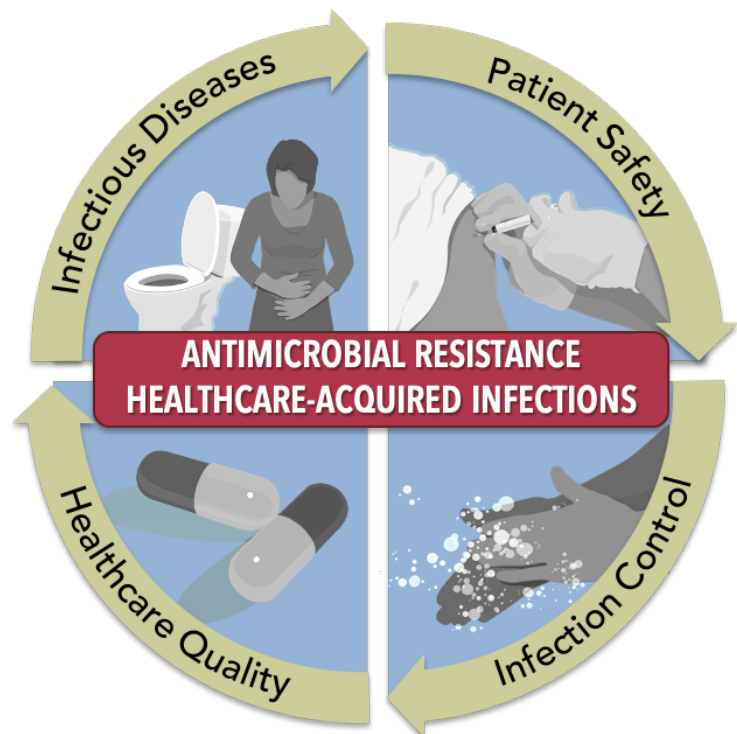 Infectious Diseases
Patient Safety
ANTIMICROBIAL RESISTANCE
HEALTHCARE-ACQUIRED INFECTIONS
Healthcare Quality
Infection Control